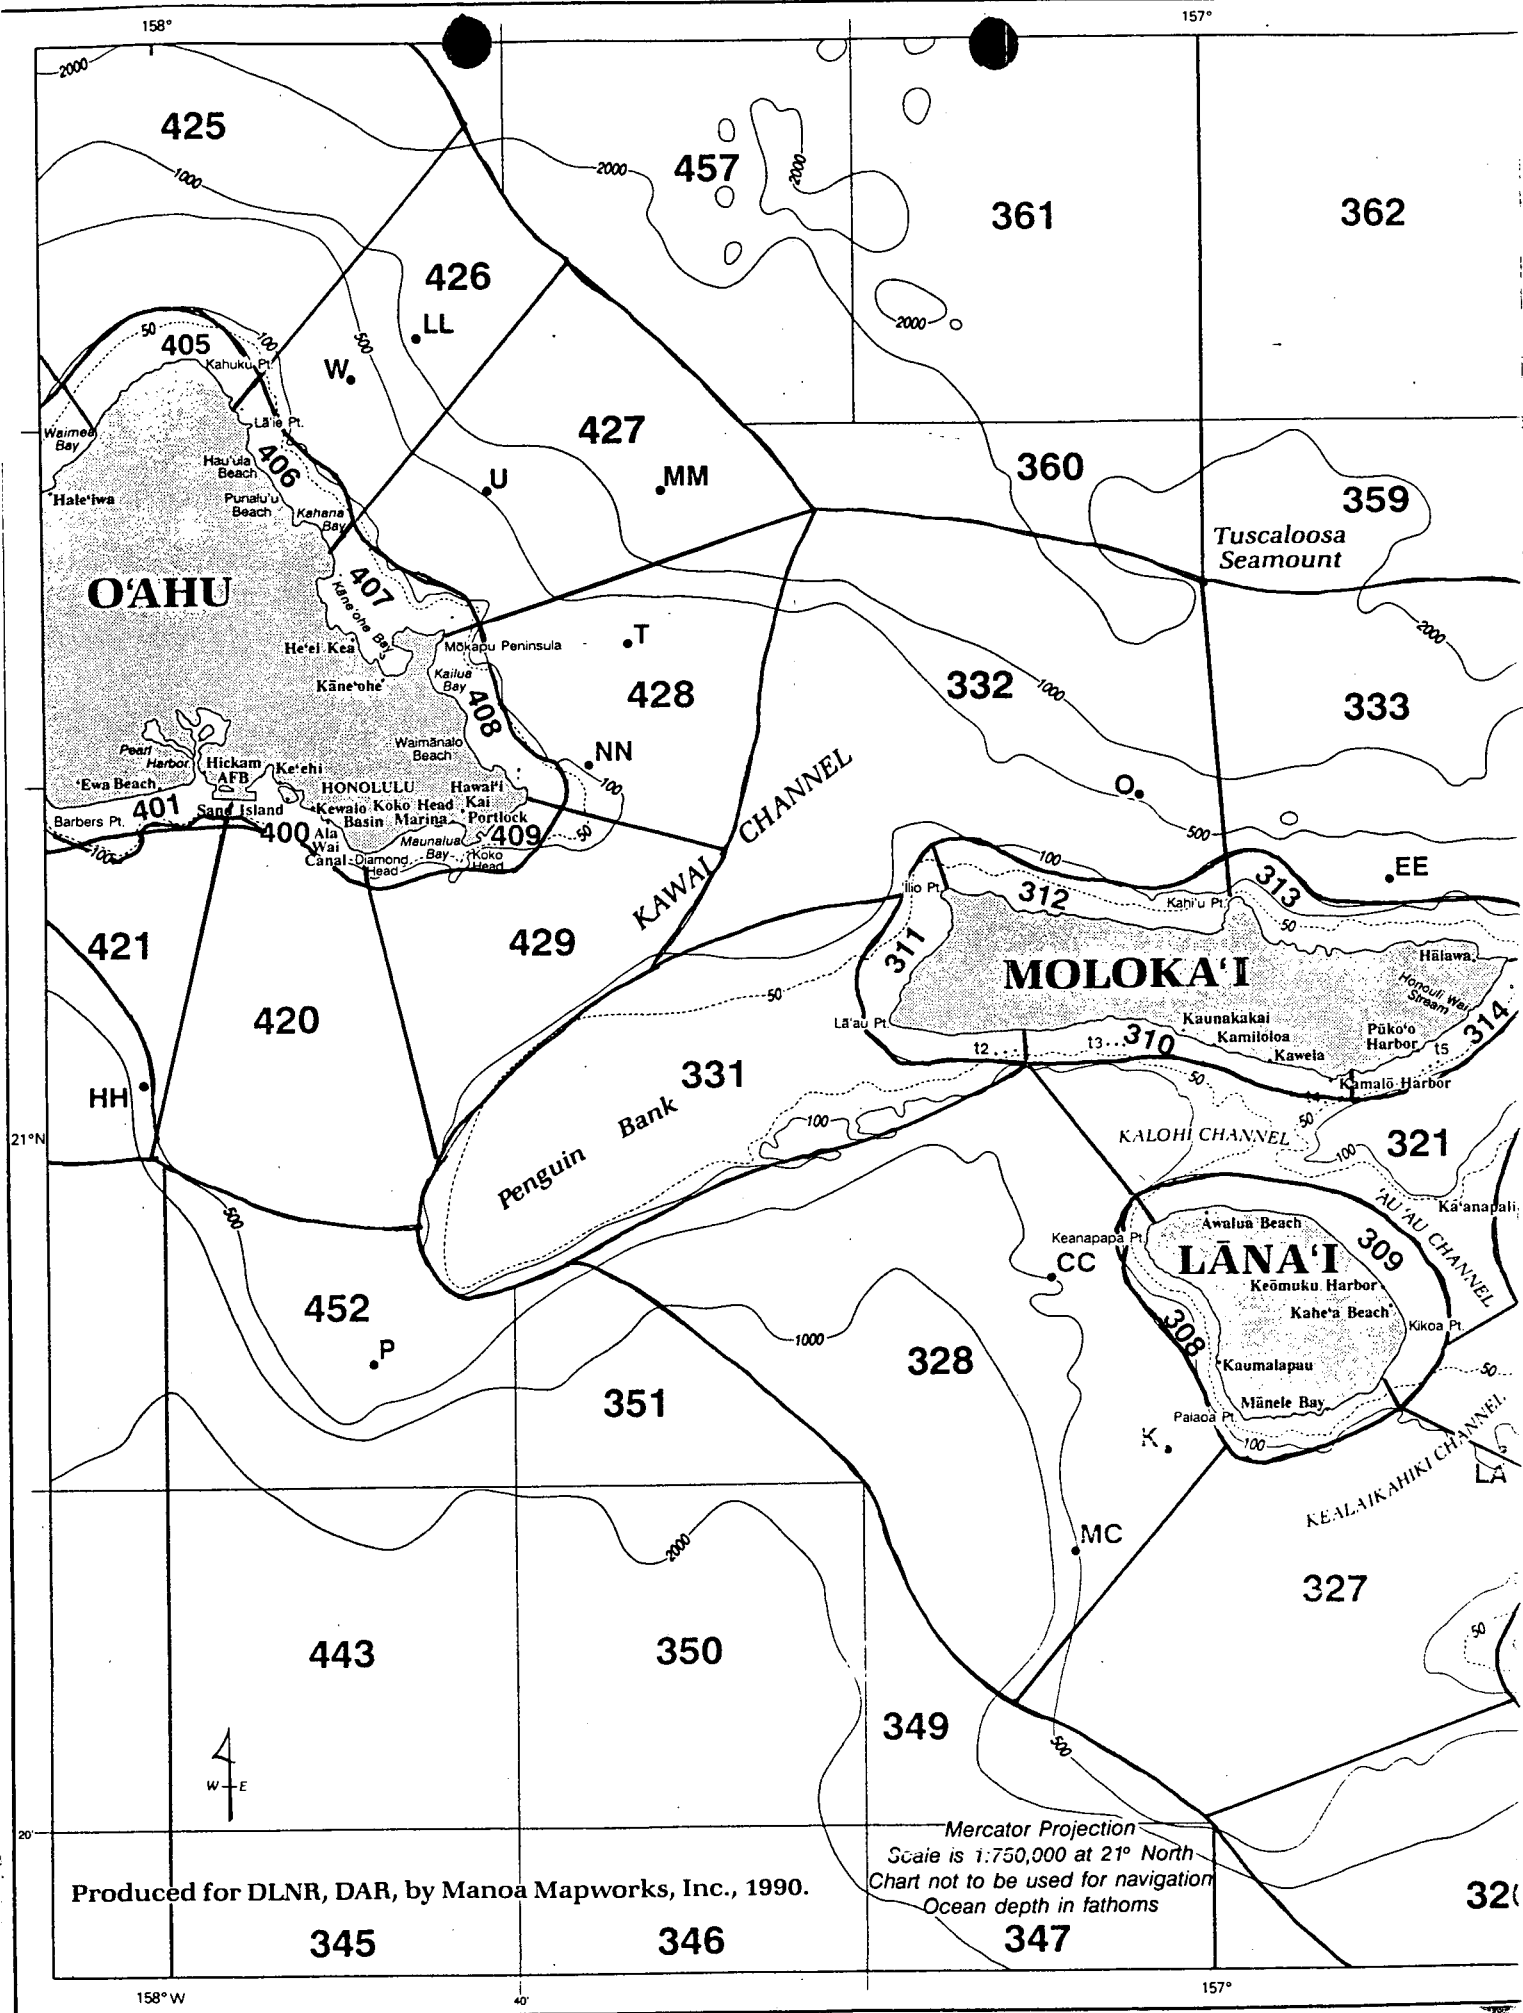 158°
157°
2000
425
1000
2000
457
2000
361
362
426
LL
500
W
2000
50
405
100
Kahuku Pt.
Waimea
Bay
Lā'ie Pt.
406
Hau'ula
Beach
Punalu'u
Beach
Kahana
Bay
Hale'iwa
427
U
MM
360
359
Tuscaloosa
Seamount
O'AHU
407
Kāne'ohe Bay
He'ei Kea
Kāne'ohe
Mōkapu Peninsula
T
428
Kailua
Bay
408
Waimānalo
Beach
NN
100
332
1000
2000
333
Pearl
Harbor
Hickam
AFB
Ke'ehi
'Ewa Beach
401
Barbers Pt.
100
Sand Island
400
HONOLULU
Kewalo
Basin
Koko Head
Marina
Hawai'i
Kai
Portlock
Ala
Wai
Canal
Diamond
Head
Maunalua
Bay
Koko
Head
409
50
KAWAI CHANNEL
O
500
EE
100
312
313
Ilio Pt.
Kahi'u Pt.
50
311
421
429
420
MOLOKA'I
Hālawa
Honouli Wai
Stream
314
50
Lā'au Pt.
t2
t3
310
Kaunakakai
Kamiloloa
Kawela
Pūko'o
Harbor
t5
Kamalō Harbor
t4
HH
331
Penguin Bank
100
50
21°N
KALOHI CHANNEL
50
100
321
'AU'AU CHANNEL
Kā'anapali
500
Keanapapa Pt.
CC
Awalua Beach
LĀNA'I
309
Keōmuku Harbor
Kahe'a Beach
Kikoa Pt.
308
Kaumalapau
Mānele Bay
Palaoa Pt.
50
100
452
P
1000
328
351
K
KEALAIKAHIKI CHANNEL
LA
MC
2000
327
50
443
350
349
500
W E
20'
Mercator Projection
Scale is 1:750,000 at 21° North
Chart not to be used for navigation
Ocean depth in fathoms
Produced for DLNR, DAR, by Manoa Mapworks, Inc., 1990.
345
346
347
158°W
40'
157°